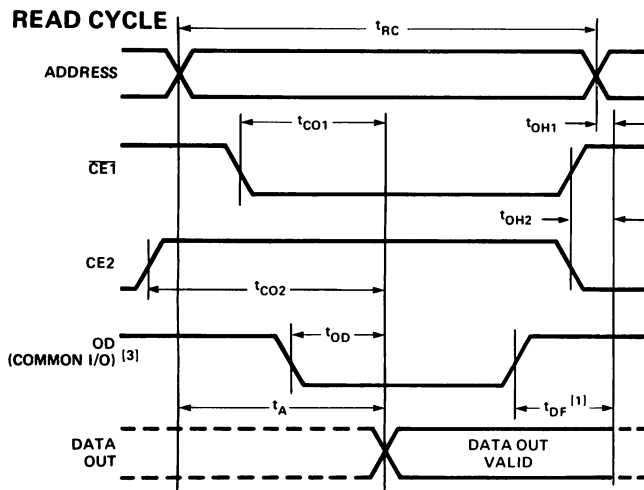 READ CYCLE
tRC
ADDRESS
tCO1
tOH1
CE1
tOH2
CE2
tCO2
OD
(COMMON I/O) [3]
tOD
tA
tDF [1]
DATA
OUT
DATA OUT
VALID